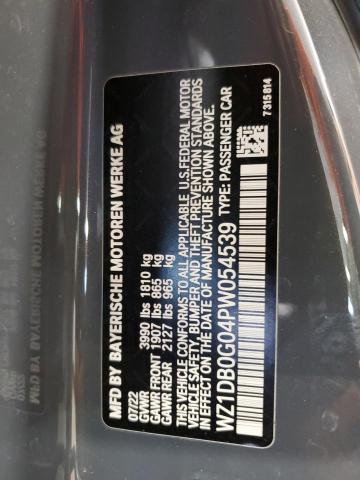 MFD BY BAYERISCHE MOTOREN WERKE AG
07/22
GVWR 3990 lbs 1810 kg
GAWR FRONT 1907 lbs 865 kg
GAWR REAR 2127 lbs 965 kg
THIS VEHICLE CONFORMS TO ALL APPLICABLE U.S. FEDERAL MOTOR
VEHICLE SAFETY, BUMPER AND THEFT PREVENTION STANDARDS
IN EFFECT ON THE DATE OF MANUFACTURE SHOWN ABOVE.
WZ1DB0G04PW054539 TYPE: PASSENGER CAR
7315814